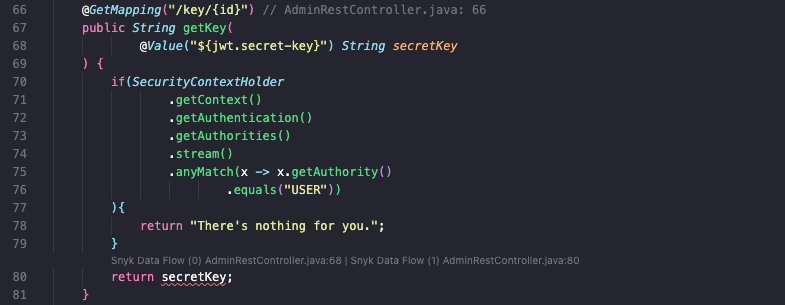 66 @GetMapping("/key/{id}") // AdminRestController.java: 66
67 public String getKey(
68 @Value("${jwt.secret-key}") String secretKey
69 ) {
70 if(SecurityContextHolder
71 .getContext()
72 .getAuthentication()
73 .getAuthorities()
74 .stream()
75 .anyMatch(x -> x.getAuthority()
76 .equals("USER"))
77 ){
78 return "There's nothing for you.";
79 }
Snyk Data Flow (0) AdminRestController.java:68 | Snyk Data Flow (1) AdminRestController.java:80
80 return secretKey;
81 }